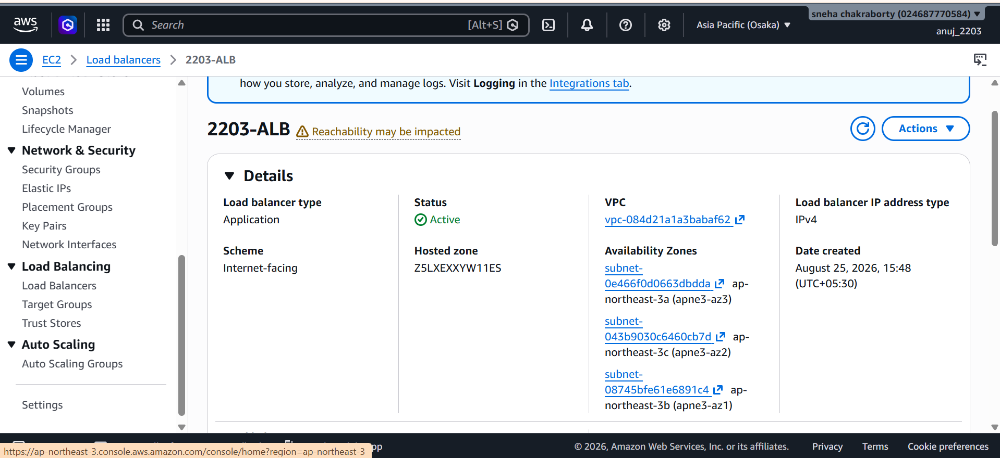 aws
Search
[Alt+S]
Asia Pacific (Osaka)
sneha chakraborty (024687770584)
anuj_2203
EC2
Load balancers
2203-ALB
Volumes
Snapshots
Lifecycle Manager
Network & Security
Security Groups
Elastic IPs
Placement Groups
Key Pairs
Network Interfaces
Load Balancing
Load Balancers
Target Groups
Trust Stores
Auto Scaling
Auto Scaling Groups
Settings
how you store, analyze, and manage logs. Visit Logging in the Integrations tab.
2203-ALB
Reachability may be impacted
Actions
Details
Load balancer type
Application
Scheme
Internet-facing
Status
Active
Hosted zone
Z5LXEXXYW11ES
VPC
vpc-084d21a1a3babaf62
Availability Zones
subnet-
0e466f0d0663dbdda ap-
northeast-3a (apne3-az3)
subnet-
043b9030c6460cb7d ap-
northeast-3c (apne3-az2)
subnet-
08745bfe61e6891c4 ap-
northeast-3b (apne3-az1)
Load balancer IP address type
IPv4
Date created
August 25, 2026, 15:48
(UTC+05:30)
https://ap-northeast-3.console.aws.amazon.com/console/home?region=ap-northeast-3
© 2026, Amazon Web Services, Inc. or its affiliates.
Privacy
Terms
Cookie preferences